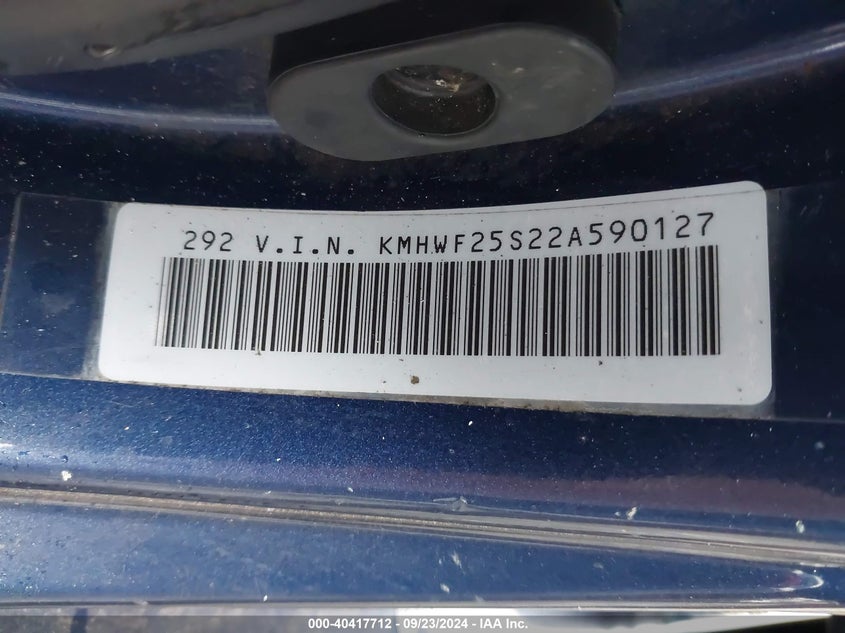 292 V.I.N. KMHWF25S22A590127
000-40417712 - 09/23/2024 - IAA Inc.